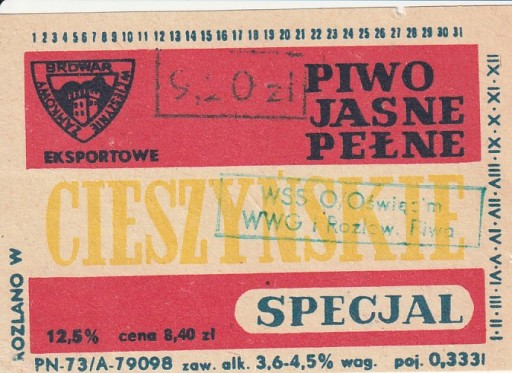 1 2 3 4 5 6 7 8 9 10 11 12 13 14 15 16 17 18 19 20 21 22 23 24 25 26 27 28 29 30 31
BROWAR
ZAMKOWY
W CIESZYNIE
EKSPORTOWE
9,20 zł
PIWO
JASNE
PEŁNE
CIESZYŃSKIE
WSS O/Oświęcim
WWG i Rozlew. Piwa
SPECJAL
12,5% cena 8,40 zł
PN-73/A-79098 zaw. alk. 3,6-4,5% wag. poj. 0,333l
ROZLANO W
I-II-III-IV-V-VI-VII-VIII-IX-X-XI-XII